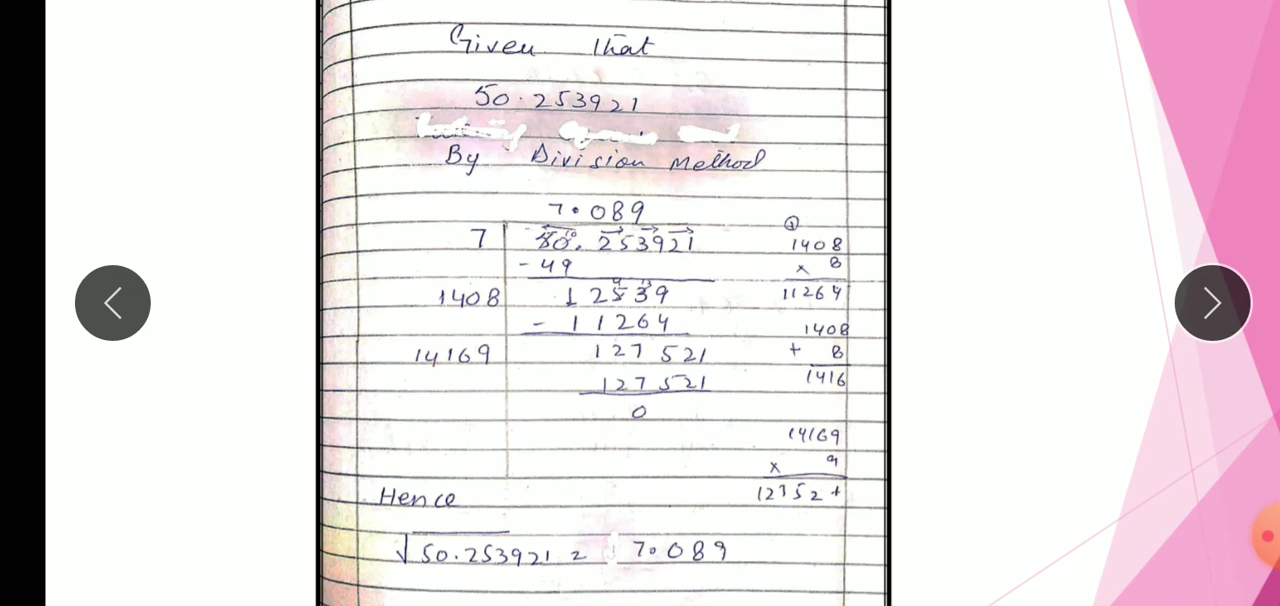 Given that
50.253921
By Division Method
7.089
7 50.253921
- 49
1408 12539
- 11264
14169 127521
127521
0
1408
x 8
11264
1408
+ 8
1416
14169
x 9
127521
Hence
√50.253921 = 7.089